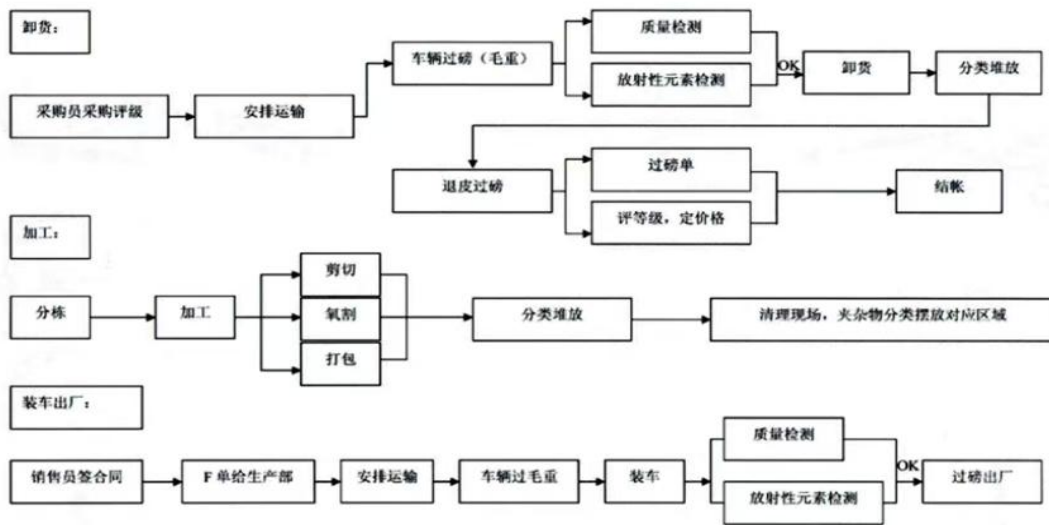 卸货：
采购员采购评级
安排运输
车辆过磅（毛重）
质量检测
放射性元素检测
OK
卸货
分类堆放
退皮过磅
过磅单
评等级，定价格
结帐
加工：
分栋
加工
剪切
氧割
打包
分类堆放
清理现场，夹杂物分类摆放对应区域
装车出厂：
销售员签合同
F单给生产部
安排运输
车辆过毛重
装车
质量检测
放射性元素检测
OK
过磅出厂